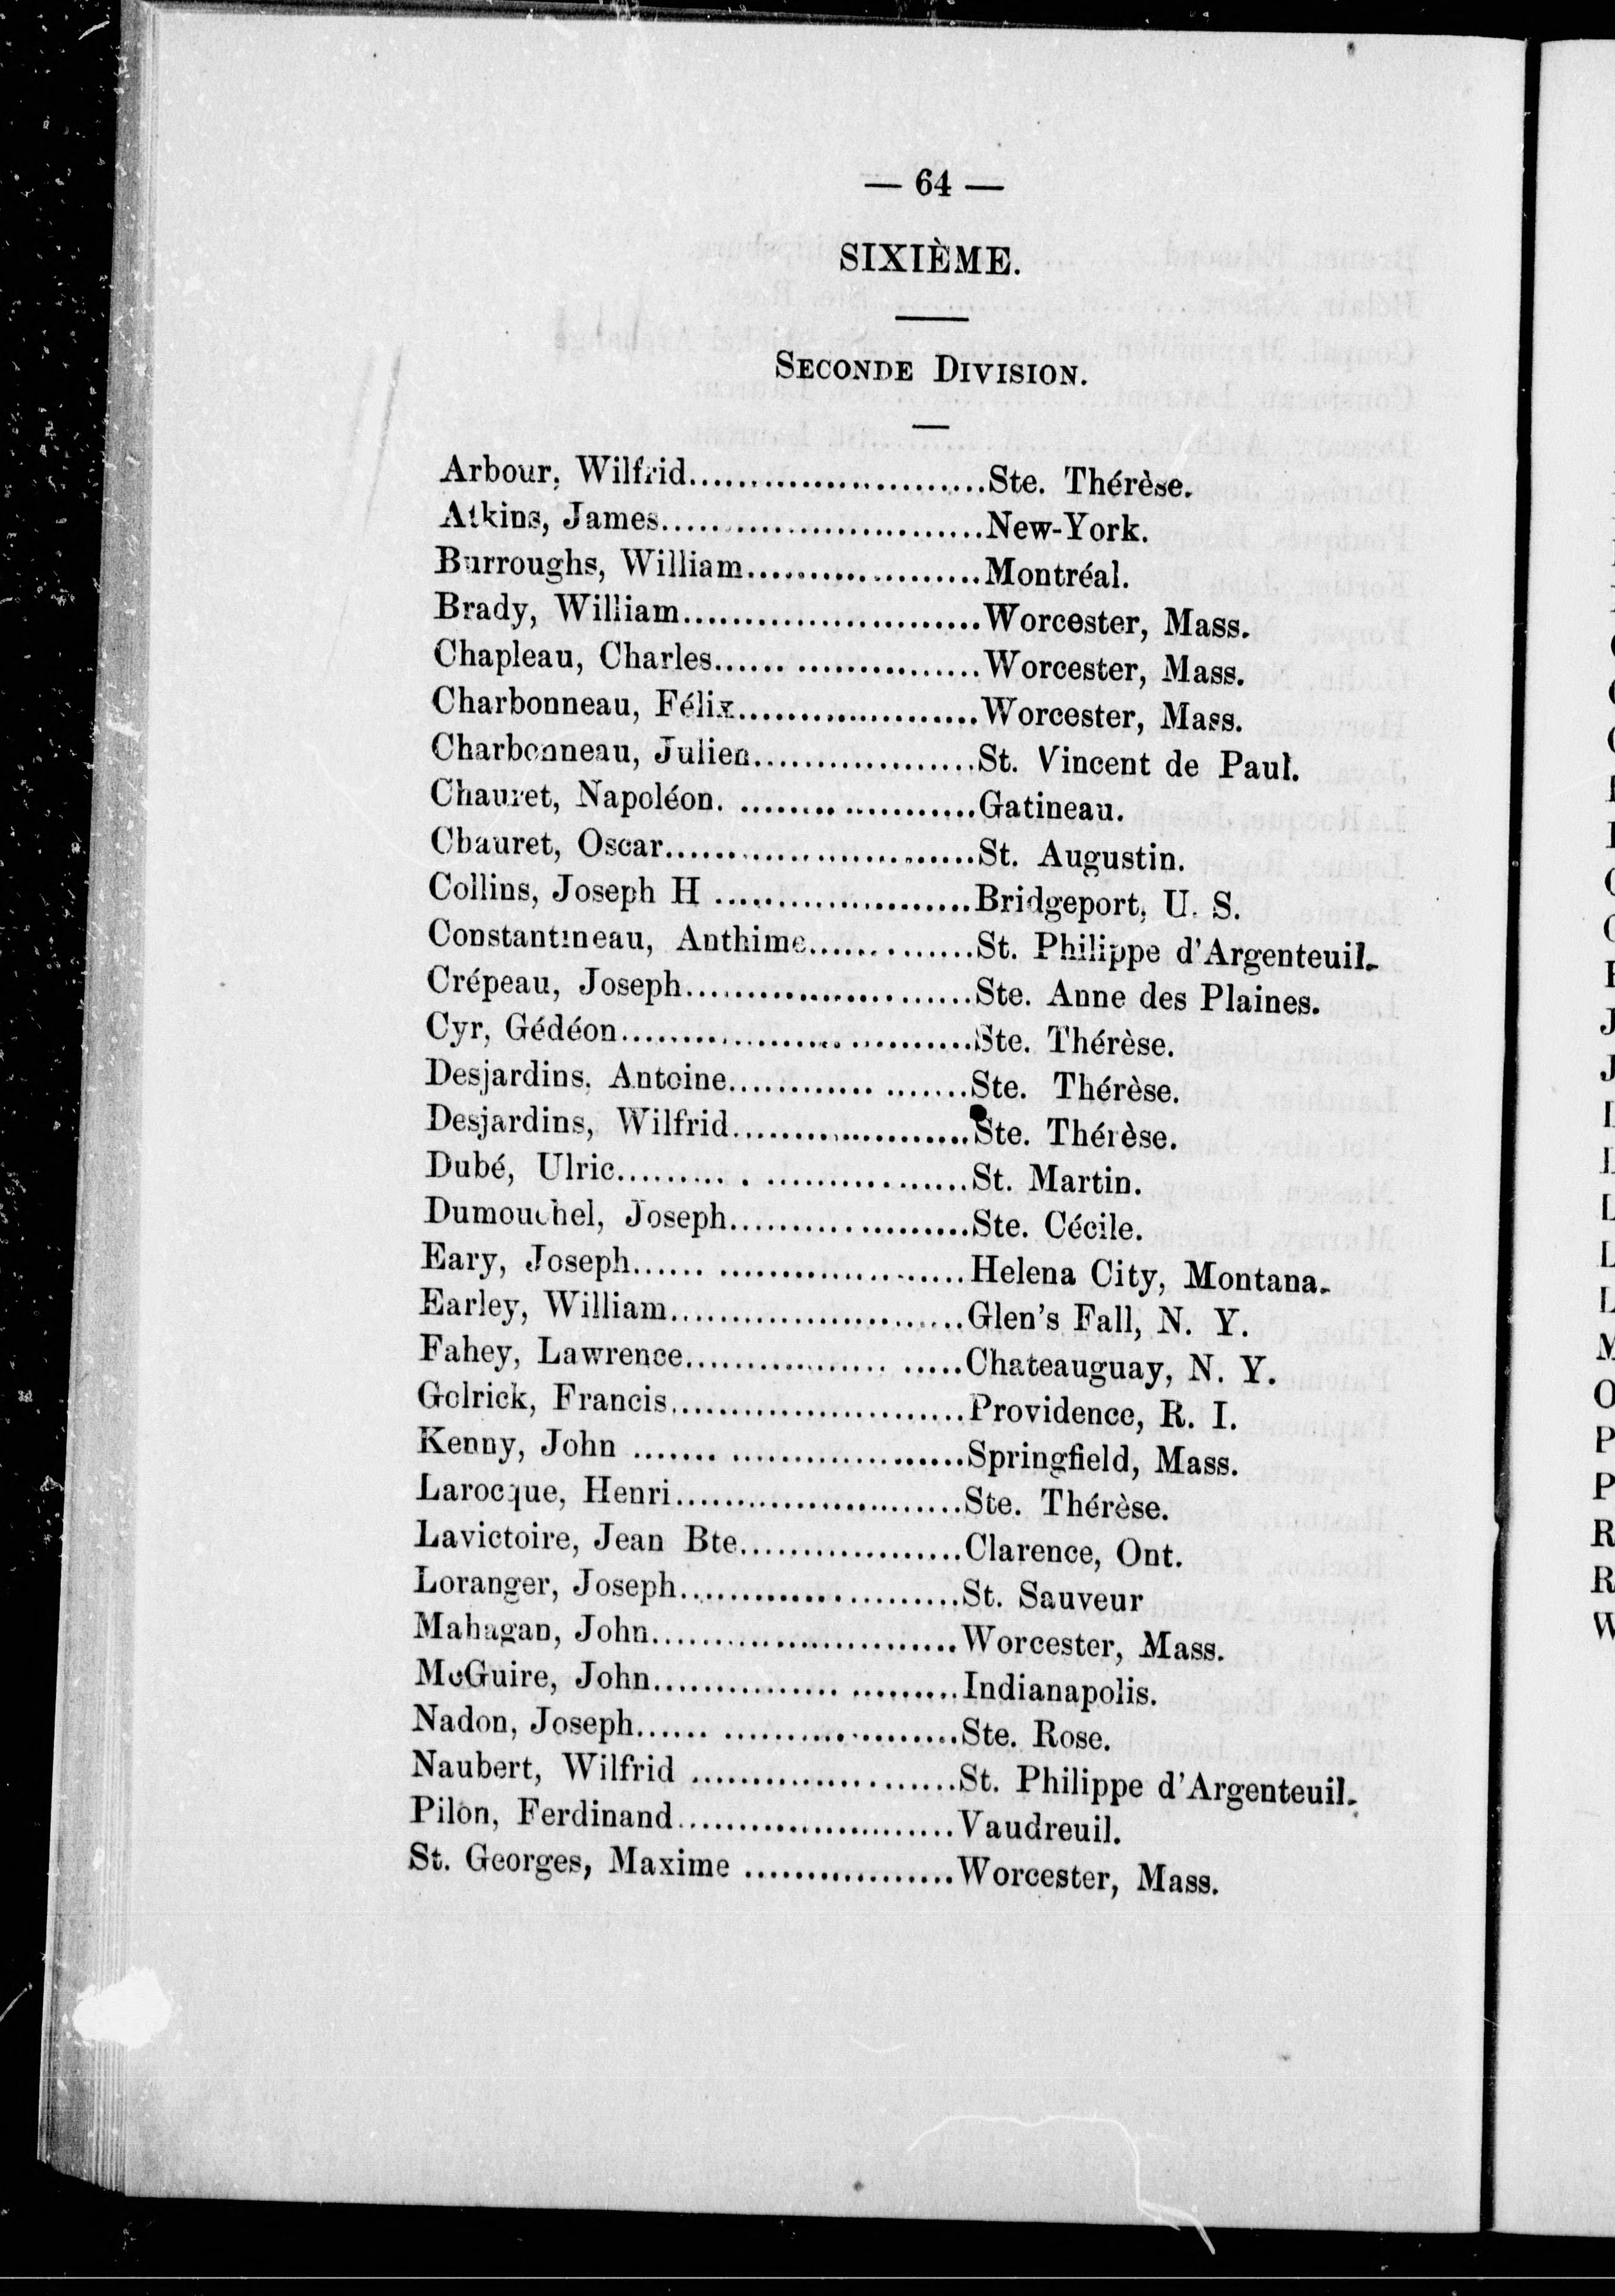 — 64 —
SIXIÈME.
SECONDE DIVISION.
Arbour, Wilfrid........................Ste. Thérèse.
Atkins, James..........................New-York.
Burroughs, William...................Montréal.
Brady, William........................Worcester, Mass.
Chapleau, Charles...... ...............Worcester, Mass.
Charbonneau, Félix....................Worcester, Mass.
Charbonneau, Julien..................St. Vincent de Paul.
Chauret, Napoléon. ...................Gatineau.
Chauret, Oscar.........................St. Augustin.
Collins, Joseph H .....................Bridgeport, U. S.
Constantineau, Anthime.............St. Philippe d'Argenteuil.
Crépeau, Joseph.......................Ste. Anne des Plaines.
Cyr, Gédéon............................Ste. Thérèse.
Desjardins, Antoine............ .......Ste. Thérèse.
Desjardins, Wilfrid...................Ste. Thérèse.
Dubé, Ulric......... . ................St. Martin.
Dumouchel, Joseph...................Ste. Cécile.
Eary, Joseph...... ....................Helena City, Montana.
Earley, William........................Glen's Fall, N. Y.
Fahey, Lawrence................ .....Chateauguay, N. Y.
Golrick, Francis........................Providence, R. I.
Kenny, John ....... ...................Springfield, Mass.
Larocque, Henri.......................Ste. Thérèse.
Lavictoire, Jean Bte..................Clarence, Ont.
Loranger, Joseph......................St. Sauveur
Mahagan, John.........................Worcester, Mass.
McGuire, John............... .........Indianapolis.
Nadon, Joseph...... ...................Ste. Rose.
Naubert, Wilfrid ......................St. Philippe d'Argenteuil.
Pilon, Ferdinand.......................Vaudreuil.
St. Georges, Maxime .................Worcester, Mass.